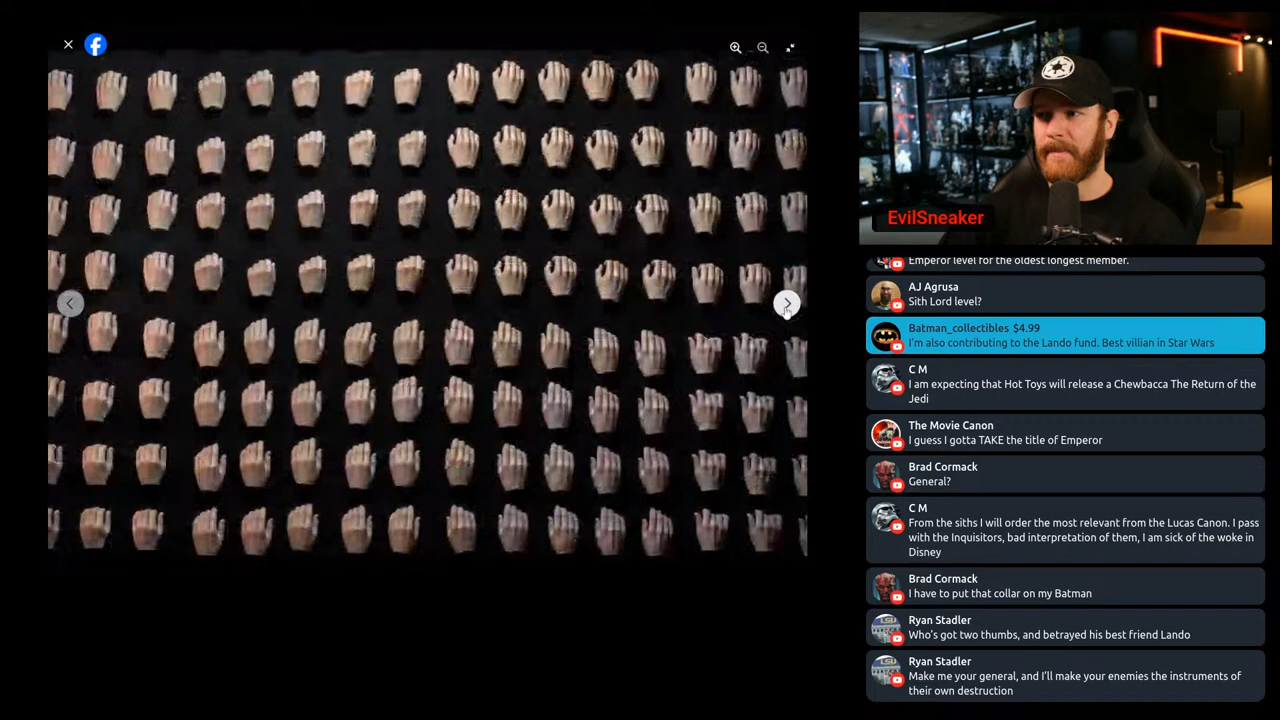 EvilSneaker
Emperor level for the oldest longest member.
AJ Agrusa
Sith Lord level?
Batman_collectibles $4.99
I'm also contributing to the Lando fund. Best villian in Star Wars
C M
I am expecting that Hot Toys will release a Chewbacca The Return of the
Jedi
The Movie Canon
I guess I gotta TAKE the title of Emperor
Brad Cormack
General?
C M
From the siths I will order the most relevant from the Lucas Canon. I pass
with the Inquisitors, bad interpretation of them, I am sick of the woke in
Disney
Brad Cormack
I have to put that collar on my Batman
Ryan Stadler
Who's got two thumbs, and betrayed his best friend Lando
Ryan Stadler
Make me your general, and I'll make your enemies the instruments of
their own destruction